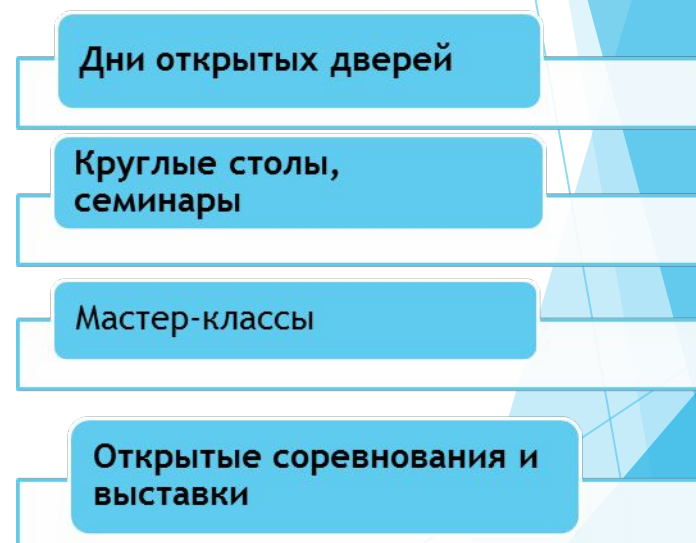 Дни открытых дверей
Круглые столы,
семинары
Мастер-классы
Открытые соревнования и
выставки